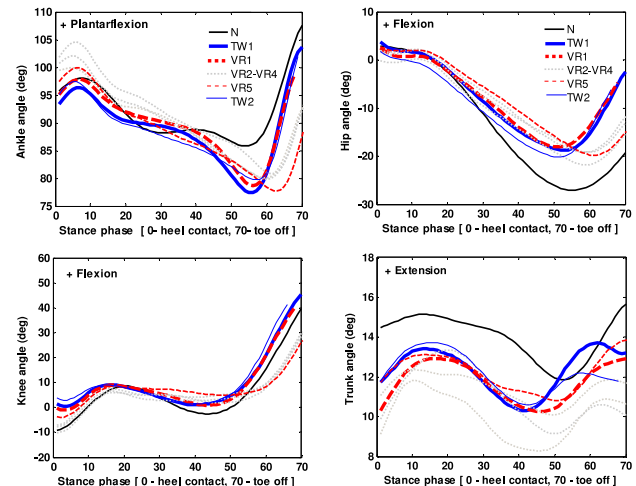 + Plantarflexion
N
TW1
VR1
VR2-VR4
VR5
TW2
Ankle angle (deg)
110
105
100
95
90
85
80
75
0 10 20 30 40 50 60 70
Stance phase [ 0- heel contact, 70 - toe off ]
+ Flexion
N
TW1
VR1
VR2-VR4
VR5
TW2
Hip angle (deg)
10
0
-10
-20
-30
0 10 20 30 40 50 60 70
Stance phase [ 0- heel contact, 70- toe off ]
+ Flexion
Knee angle (deg)
60
50
40
30
20
10
0
-10
-20
0 10 20 30 40 50 60 70
Stance phase [ 0 - heel contact, 70 - toe off ]
+ Extension
Trunk angle (deg)
18
16
14
12
10
8
0 10 20 30 40 50 60 70
Stance phase [ 0 - heel contact, 70 - toe off ]